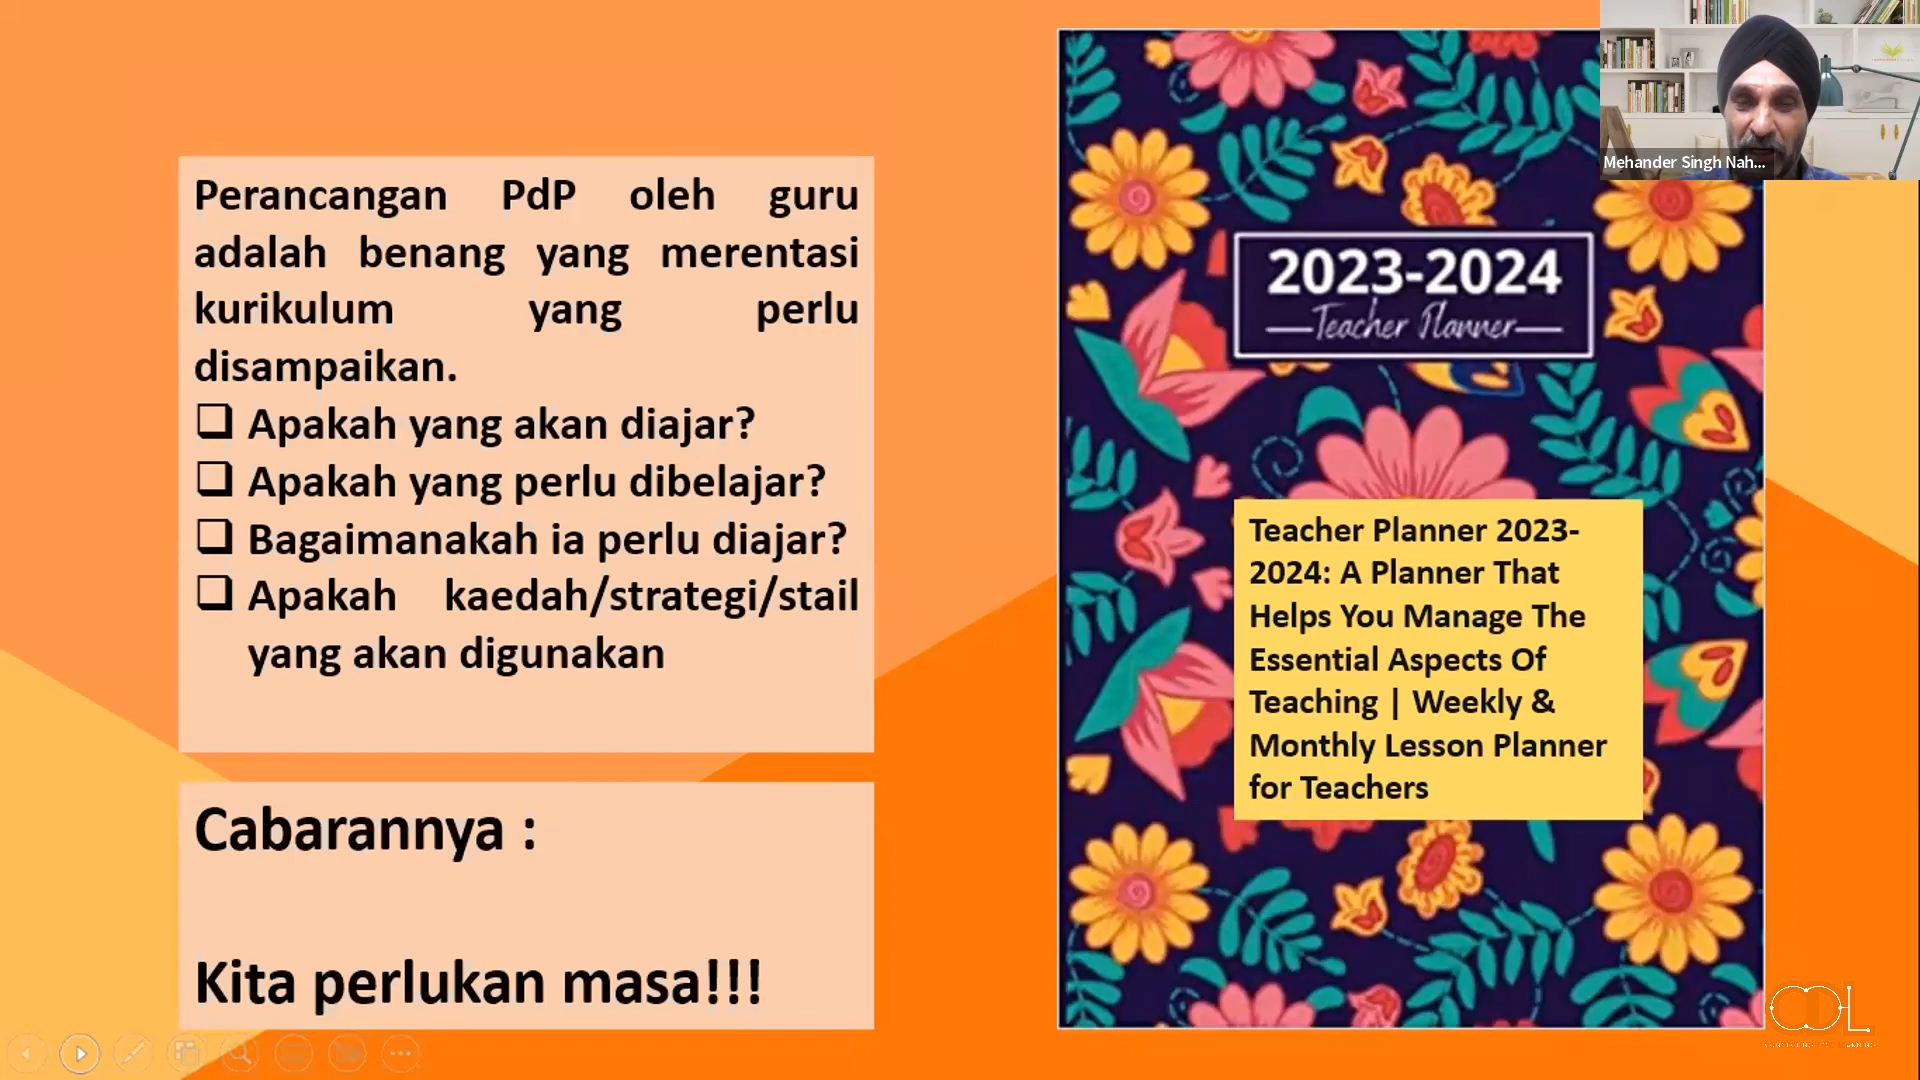 Perancangan PdP oleh guru
adalah benang yang merentasi
kurikulum yang perlu
disampaikan.
❑ Apakah yang akan diajar?
❑ Apakah yang perlu dibelajar?
❑ Bagaimanakah ia perlu diajar?
❑ Apakah kaedah/strategi/stail
yang akan digunakan
Cabarannya :
Kita perlukan masa!!!
2023-2024
Teacher Planner
Teacher Planner 2023-
2024: A Planner That
Helps You Manage The
Essential Aspects Of
Teaching | Weekly &
Monthly Lesson Planner
for Teachers
Mehander Singh Nah...